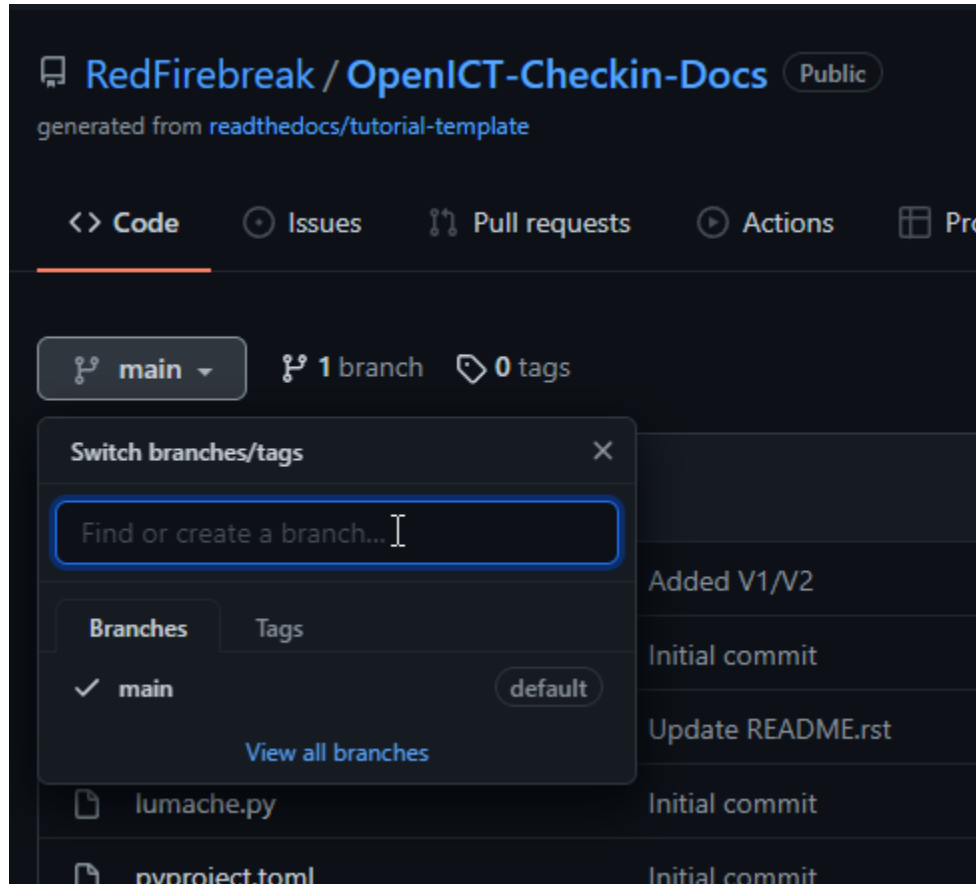 RedFirebreak / OpenICT-Checkin-Docs Public
generated from readthedocs/tutorial-template
<> Code Issues Pull requests Actions
main 1 branch 0 tags
Switch branches/tags
Find or create a branch...
Added V1/V2
Branches Tags
Initial commit
main default
Update README.rst
View all branches
lumache.py Initial commit
pyproject.toml Initial commit